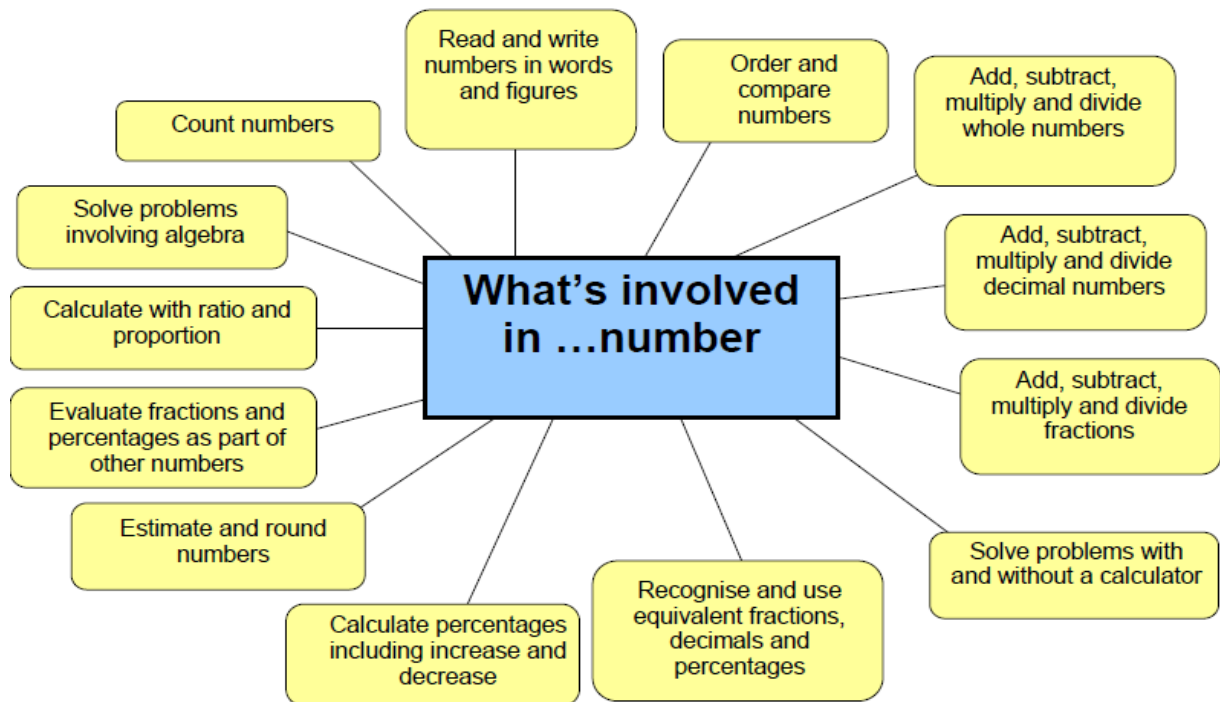 What's involved
in …number
Read and write
numbers in words
and figures
Order and
compare
numbers
Add, subtract,
multiply and divide
whole numbers
Add, subtract,
multiply and divide
decimal numbers
Add, subtract,
multiply and divide
fractions
Solve problems with
and without a calculator
Recognise and use
equivalent fractions,
decimals and
percentages
Calculate percentages
including increase and
decrease
Estimate and round
numbers
Evaluate fractions and
percentages as part of
other numbers
Calculate with ratio and
proportion
Solve problems
involving algebra
Count numbers